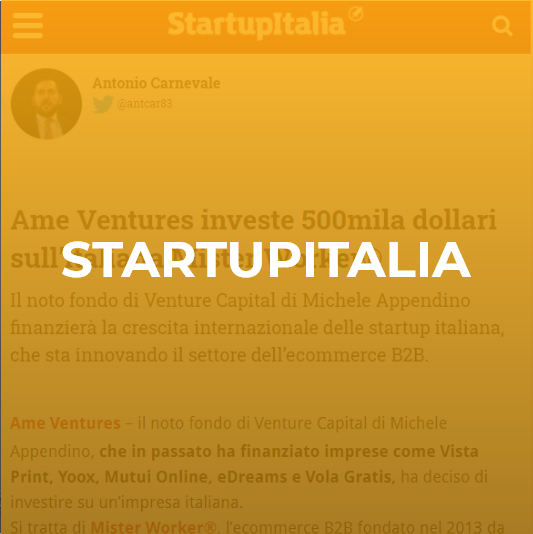 StartupItalia
Antonio Carnevale
@antcar83
Ame Ventures investe 500mila dollari
STARTUPITALIA
Il noto fondo di Venture Capital di Michele Appendino
finanzierà la crescita internazionale delle startup italiana,
che sta innovando il settore dell'ecommerce B2B.
Ame Ventures – il noto fondo di Venture Capital di Michele
Appendino, che in passato ha finanziato imprese come Vista
Print, Yoox, Mutui Online, eDreams e Vola Gratis, ha deciso di
investire su un'impresa italiana.
Si tratta di Mister Worker®, l'ecommerce B2B fondato nel 2013 da